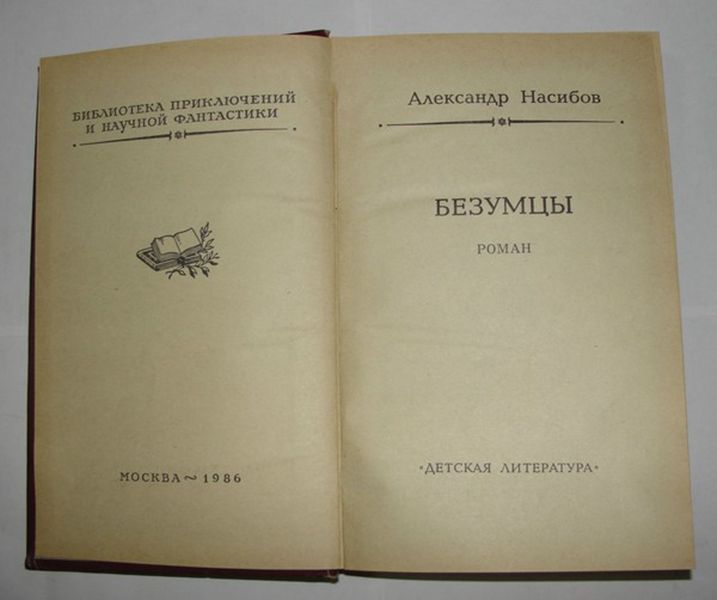 БИБЛИОТЕКА ПРИКЛЮЧЕНИЙ
И НАУЧНОЙ ФАНТАСТИКИ
МОСКВА ~ 1986
Александр Насибов
БЕЗУМЦЫ
РОМАН
«ДЕТСКАЯ ЛИТЕРАТУРА»